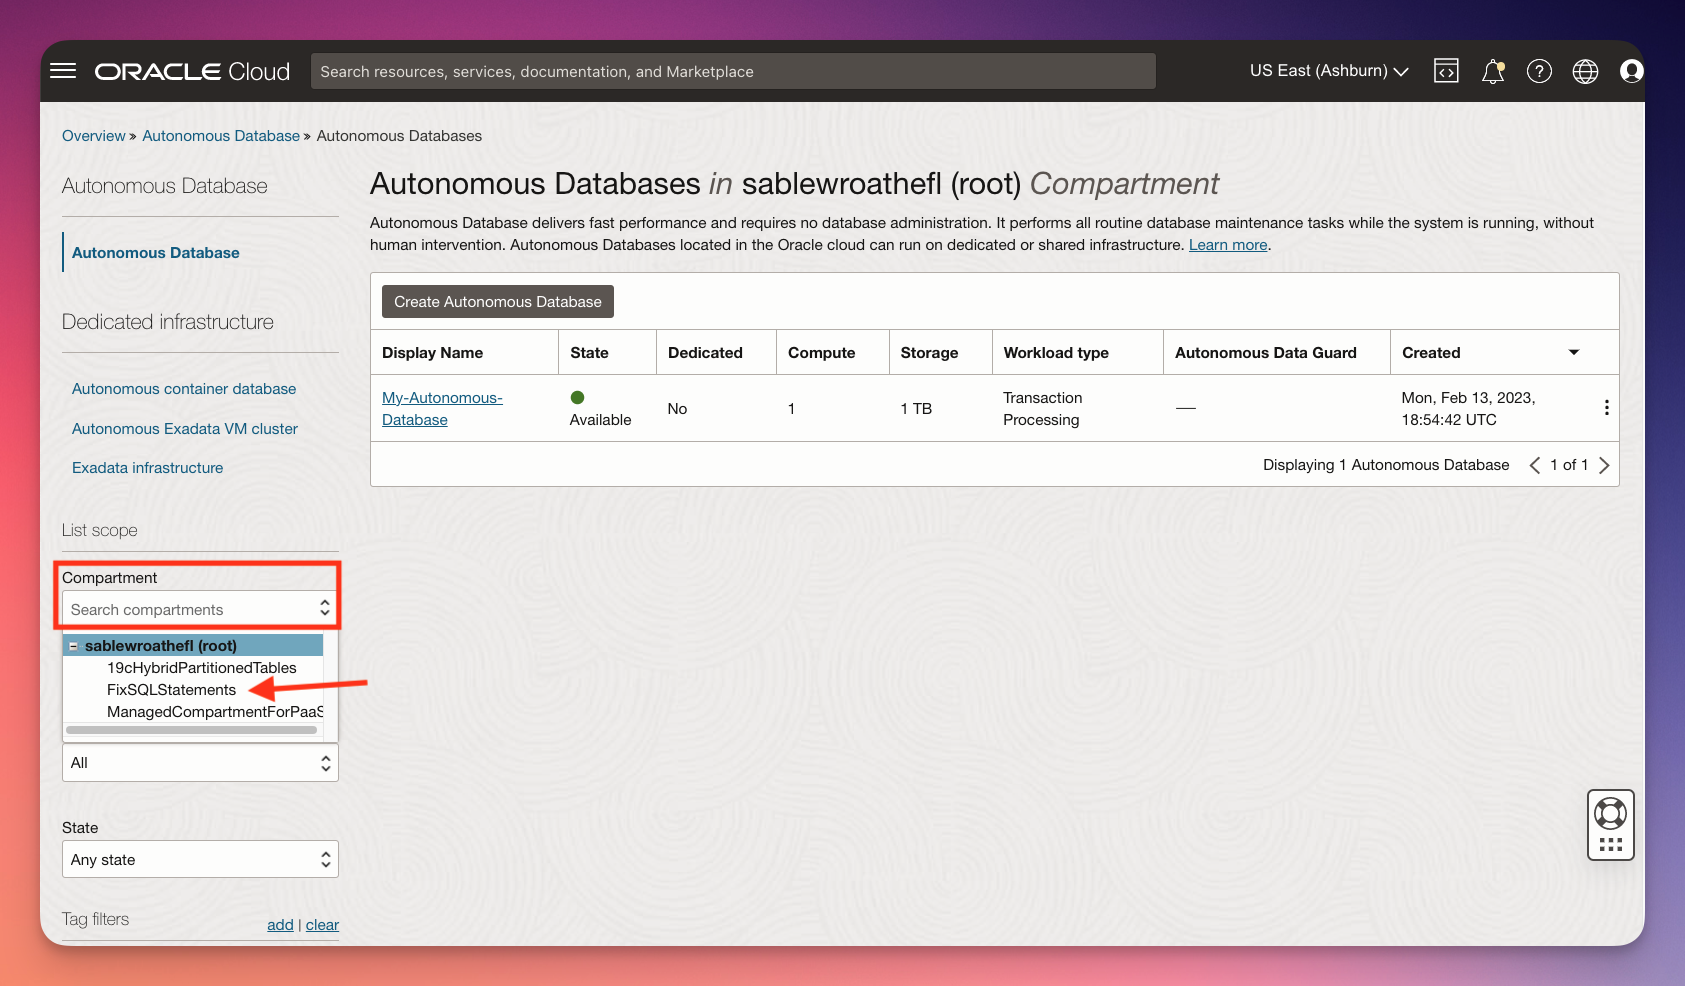 ORACLE Cloud
Search resources, services, documentation, and Marketplace
US East (Ashburn)
Overview » Autonomous Database » Autonomous Databases
Autonomous Database
Autonomous Database
Dedicated infrastructure
Autonomous container database
Autonomous Exadata VM cluster
Exadata infrastructure
List scope
Compartment
Search compartments
sablewroathefl (root)
19cHybridPartitionedTables
FixSQLStatements
ManagedCompartmentForPaaS
All
State
Any state
Tag filters
add | clear
Autonomous Databases in sablewroathefl (root) Compartment
Autonomous Database delivers fast performance and requires no database administration. It performs all routine database maintenance tasks while the system is running, without
human intervention. Autonomous Databases located in the Oracle cloud can run on dedicated or shared infrastructure. Learn more.
Create Autonomous Database
Display Name State Dedicated Compute Storage Workload type Autonomous Data Guard Created
My-Autonomous-
Database
Available
No
1
1 TB
Transaction
Processing
—
Mon, Feb 13, 2023,
18:54:42 UTC
Displaying 1 Autonomous Database 1 of 1